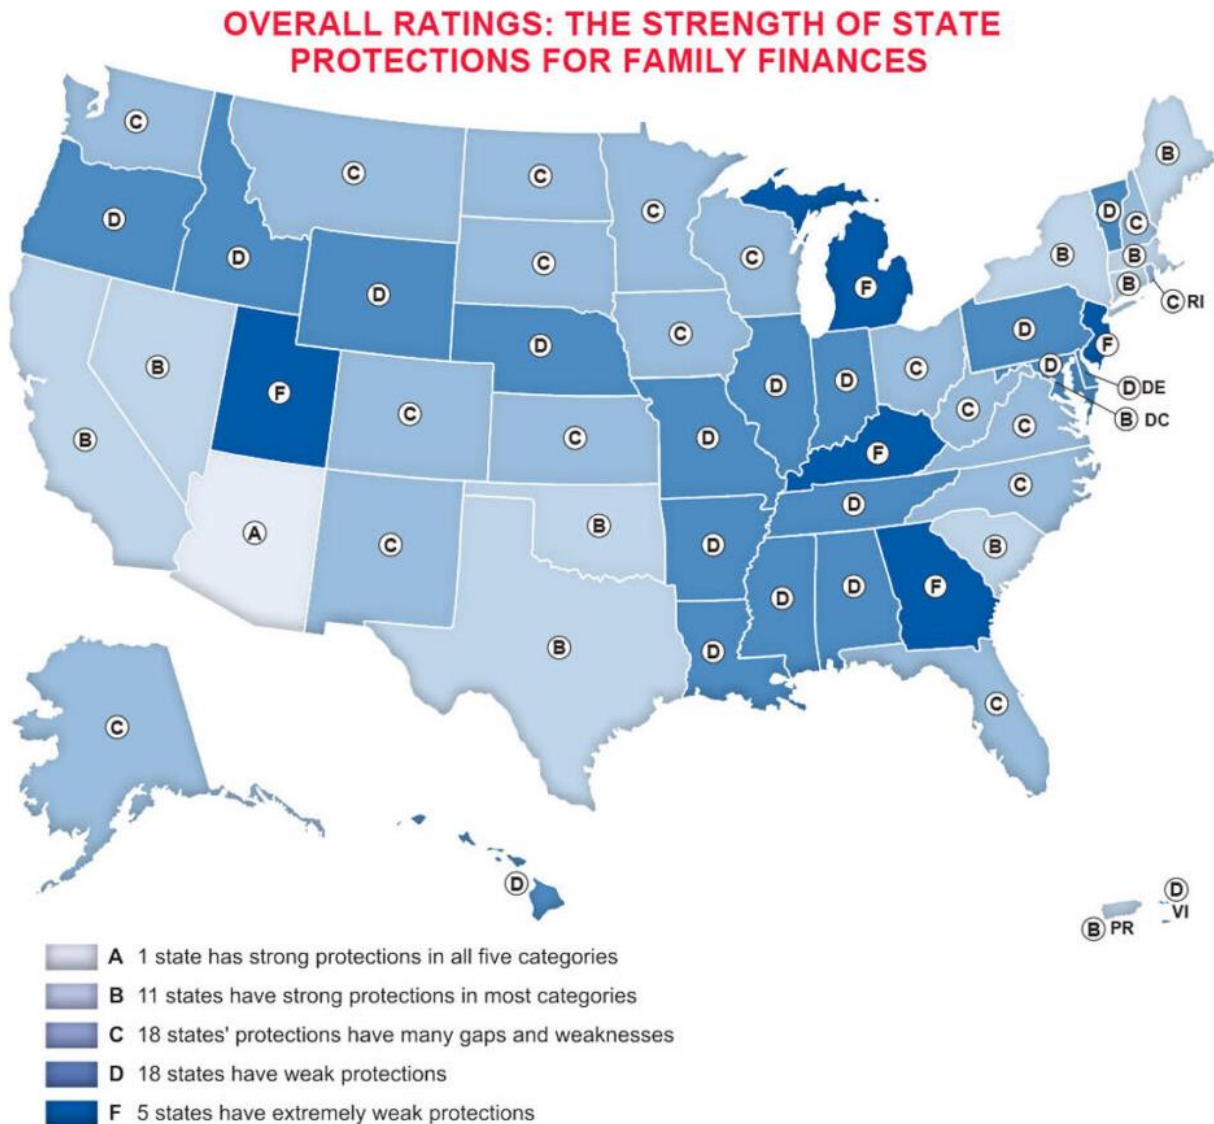 OVERALL RATINGS: THE STRENGTH OF STATE
PROTECTIONS FOR FAMILY FINANCES
C
C
C
C
B
D
C
D
D
C
C
B
B
B
C RI
D
F
D
C
D
F
B
D
D
D
C
D DE
B DC
B
F
C
C
D
F
C
C
A
C
B
D
D
C
B
D
D
F
B
D
C
C
D
B PR
D
VI
A 1 state has strong protections in all five categories
B 11 states have strong protections in most categories
C 18 states' protections have many gaps and weaknesses
D 18 states have weak protections
F 5 states have extremely weak protections